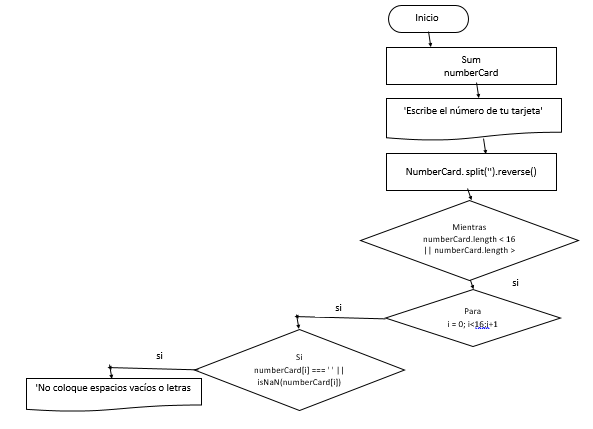 Inicio
Sum
numberCard
'Escribe el número de tu tarjeta'
NumberCard. split('').reverse()
Mientras
numberCard.length < 16
|| numberCard.length >
si
Para
i = 0; i<16;i+1
si
Si
numberCard[i] === ' ' ||
isNaN(numberCard[i])
si
'No coloque espacios vacíos o letras